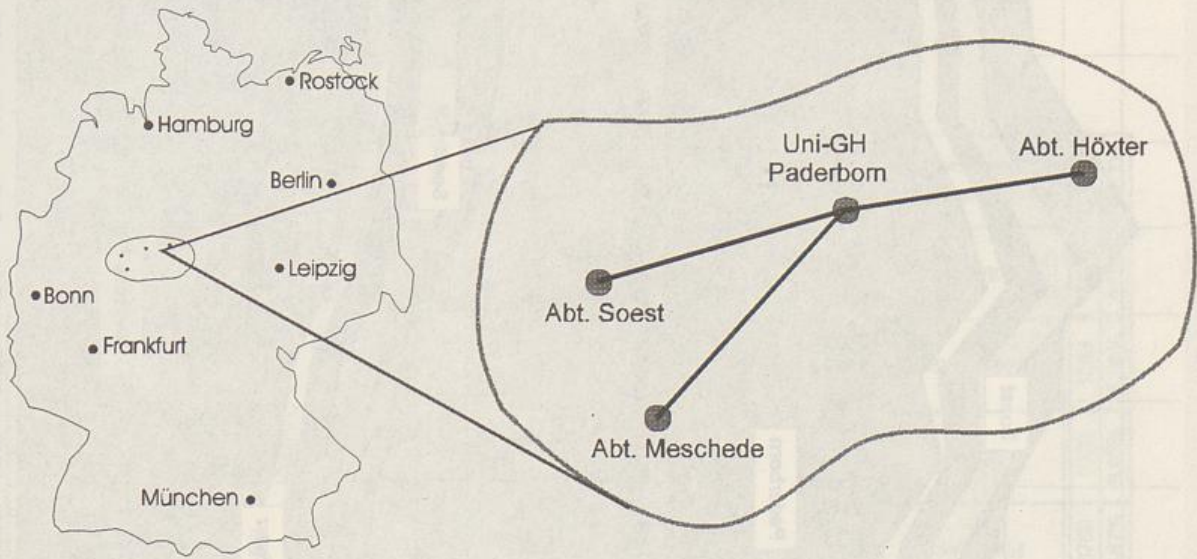 Rostock
Hamburg
Berlin
Leipzig
Bonn
Frankfurt
München
Uni-GH
Paderborn
Abt. Höxter
Abt. Soest
Abt. Meschede